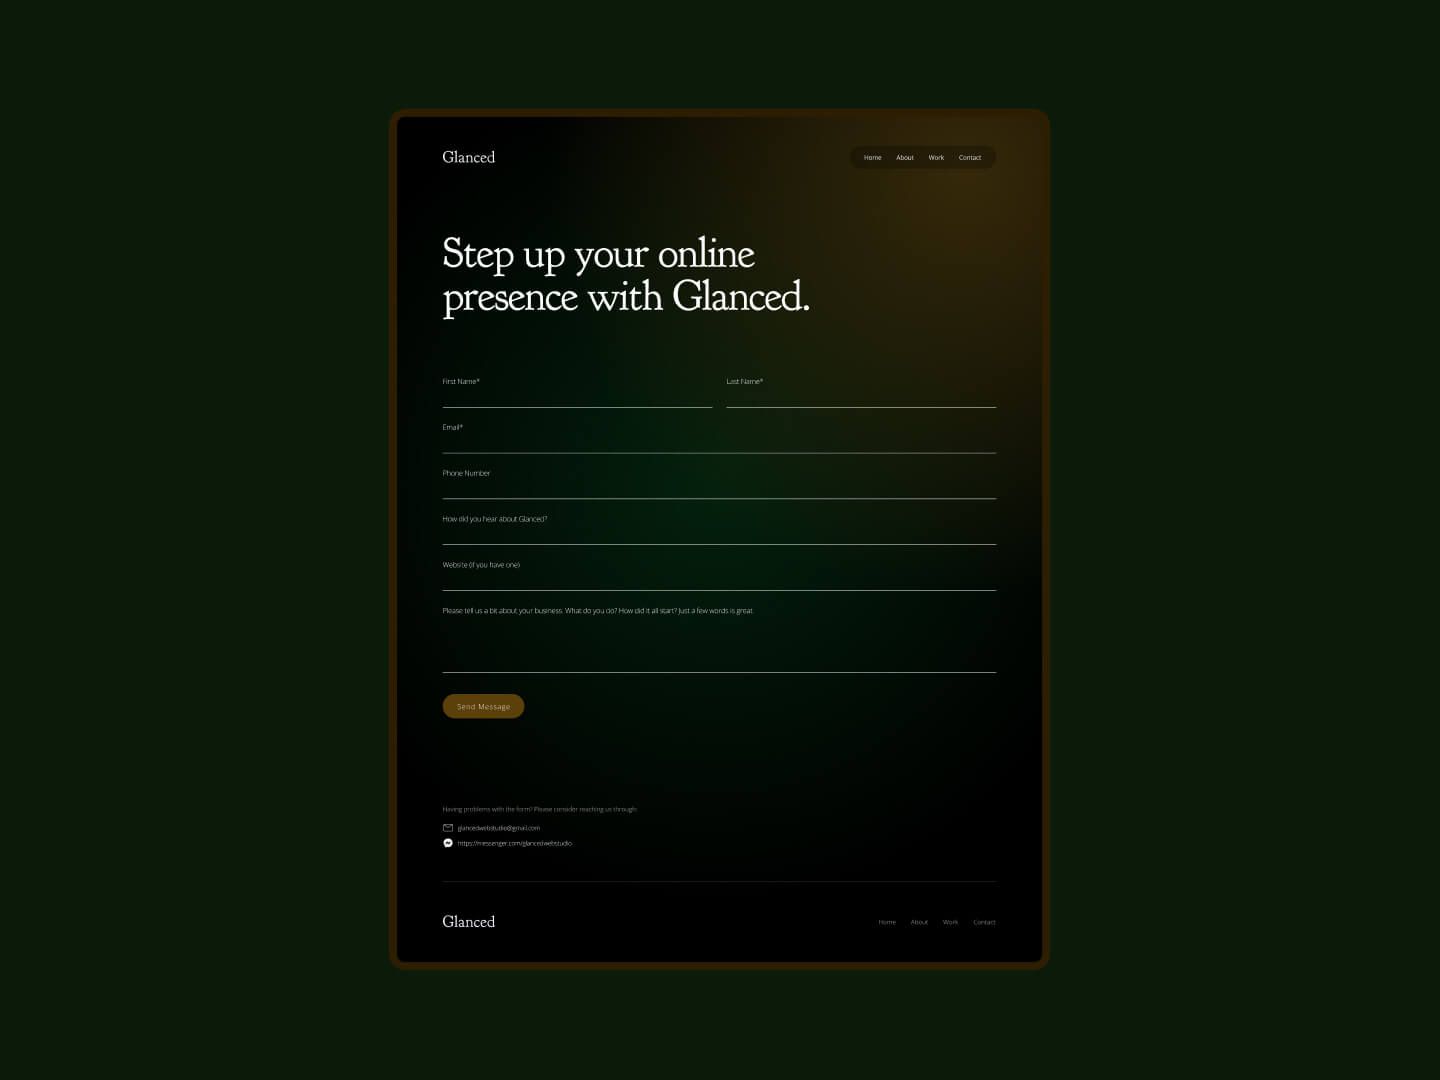 Glanced
Home About Work Contact
Step up your online
presence with Glanced.
First Name* Last Name*
Email*
Phone Number
How did you hear about Glanced?
Website (if you have one)
Please tell us a bit about your business. What do you do? How did it all start? Just a few words is great.
Send Message
Having problems with the form? Please consider reaching us through:
glancedwebstudio@gmail.com
https://messenger.com/glancedwebstudio
Glanced
Home About Work Contact